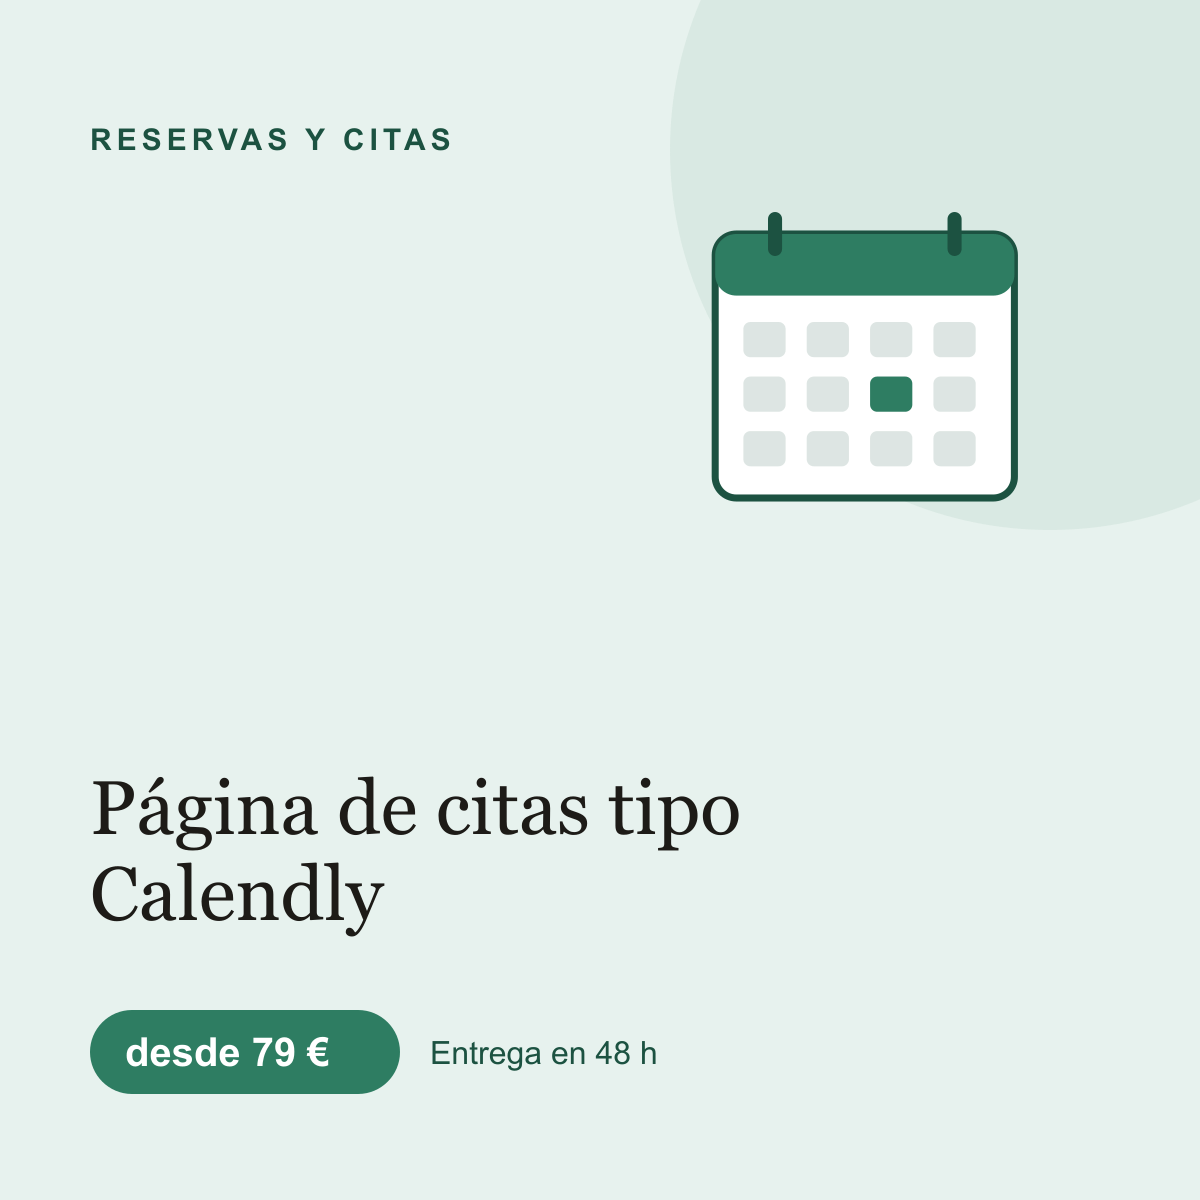 RESERVAS Y CITAS
Página de citas tipo
Calendly
desde 79 €
Entrega en 48 h